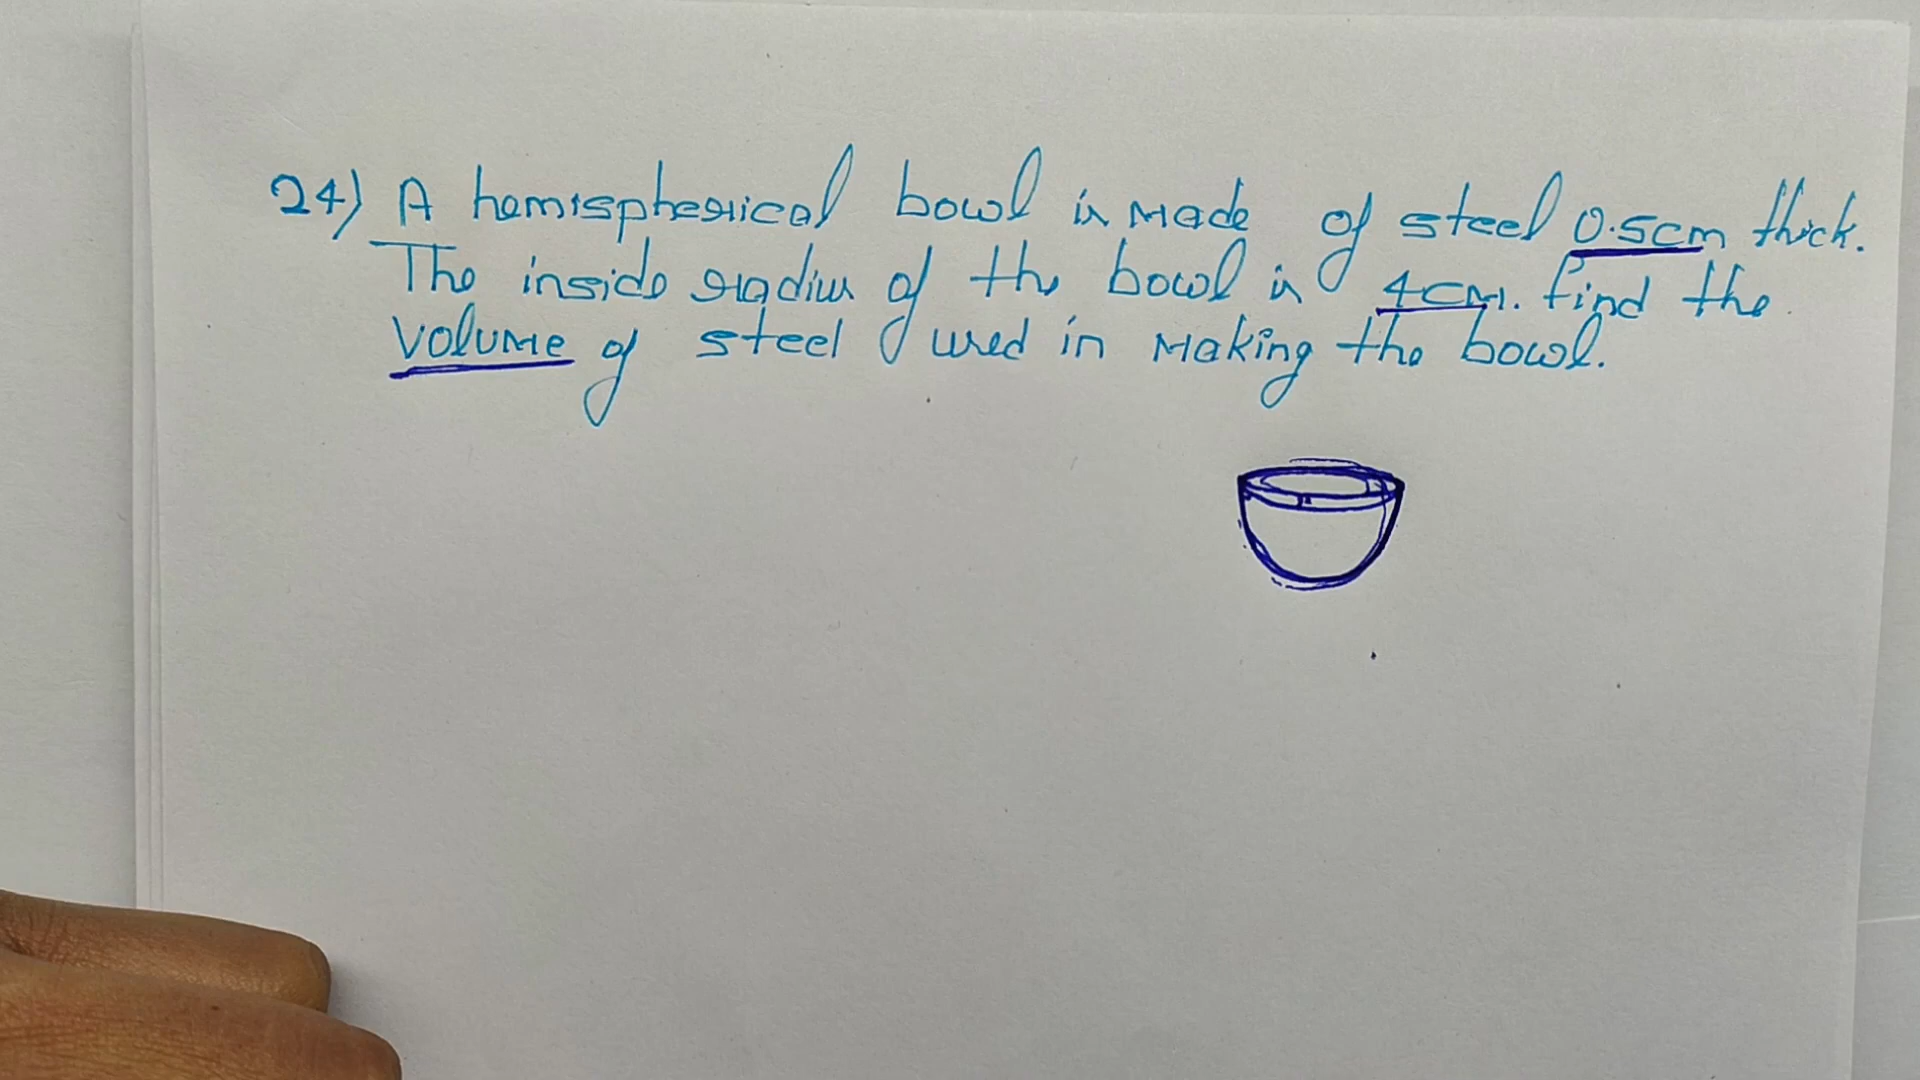 24) A hemispherical bowl is made of steel 0.5cm thick.
The inside radius of the bowl is 4cm. find the
volume of steel used in making the bowl.